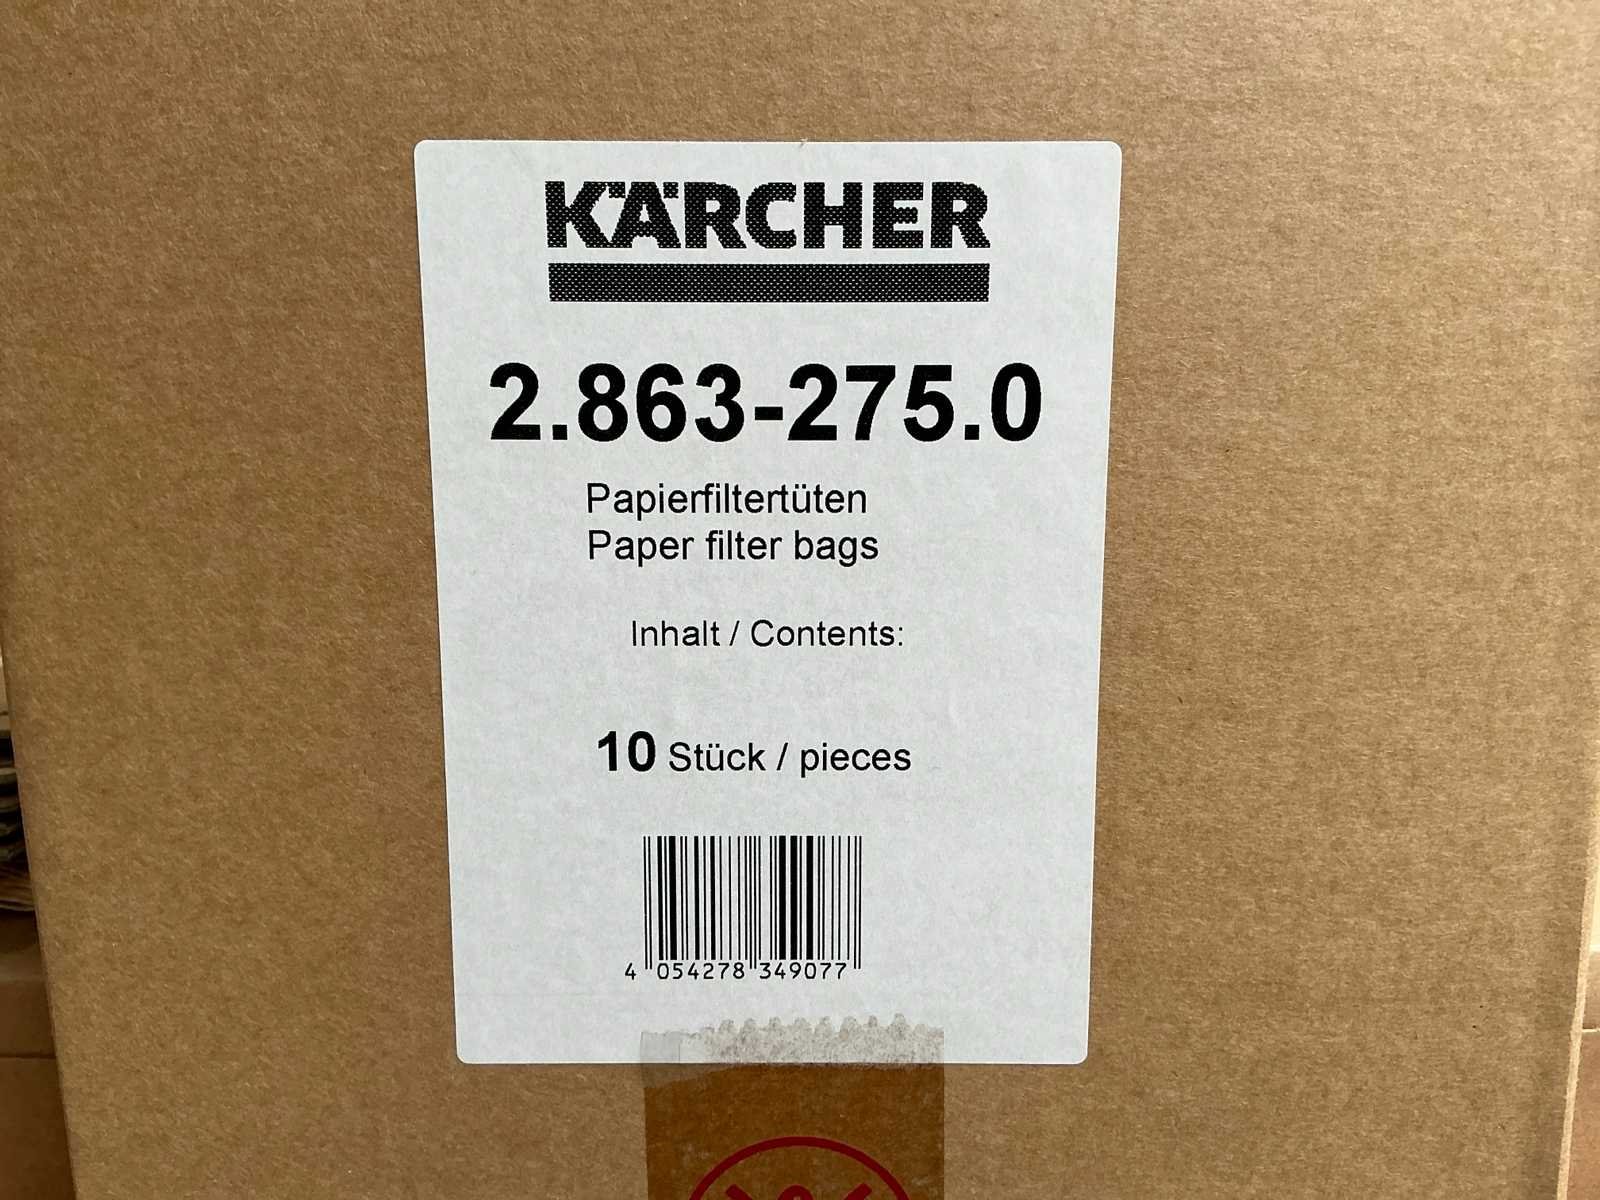 KÄRCHER
2.863-275.0
Papierfiltertüten
Paper filter bags
Inhalt / Contents:
10 Stück / pieces
4 054278 349077